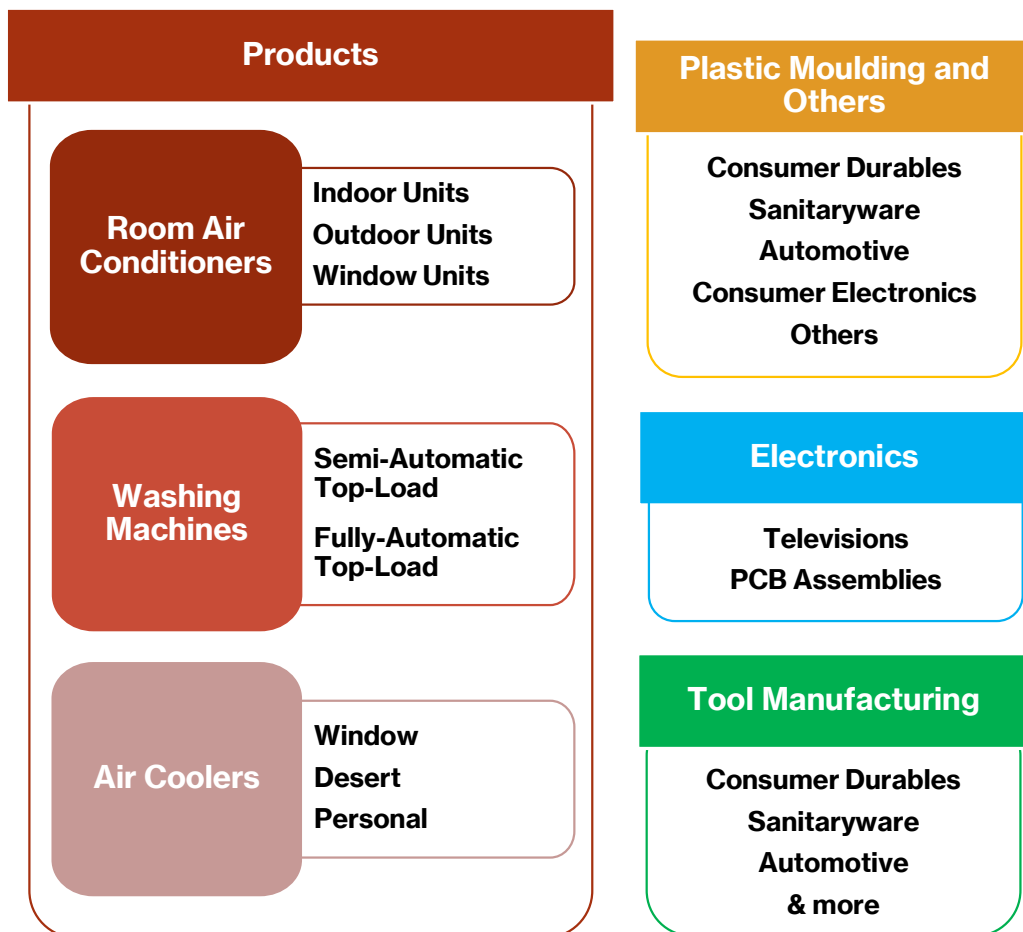 Products
Room Air
Conditioners
Indoor Units
Outdoor Units
Window Units
Washing
Machines
Semi-Automatic
Top-Load
Fully-Automatic
Top-Load
Air Coolers
Window
Desert
Personal
Plastic Moulding and
Others
Consumer Durables
Sanitaryware
Automotive
Consumer Electronics
Others
Electronics
Televisions
PCB Assemblies
Tool Manufacturing
Consumer Durables
Sanitaryware
Automotive
& more